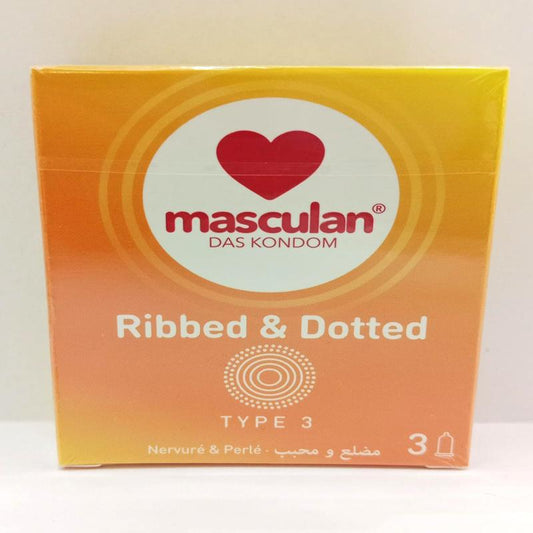 masculan®
DAS KONDOM
Ribbed & Dotted
TYPE 3
Nervuré & Perlé · مضلع و محبب 3